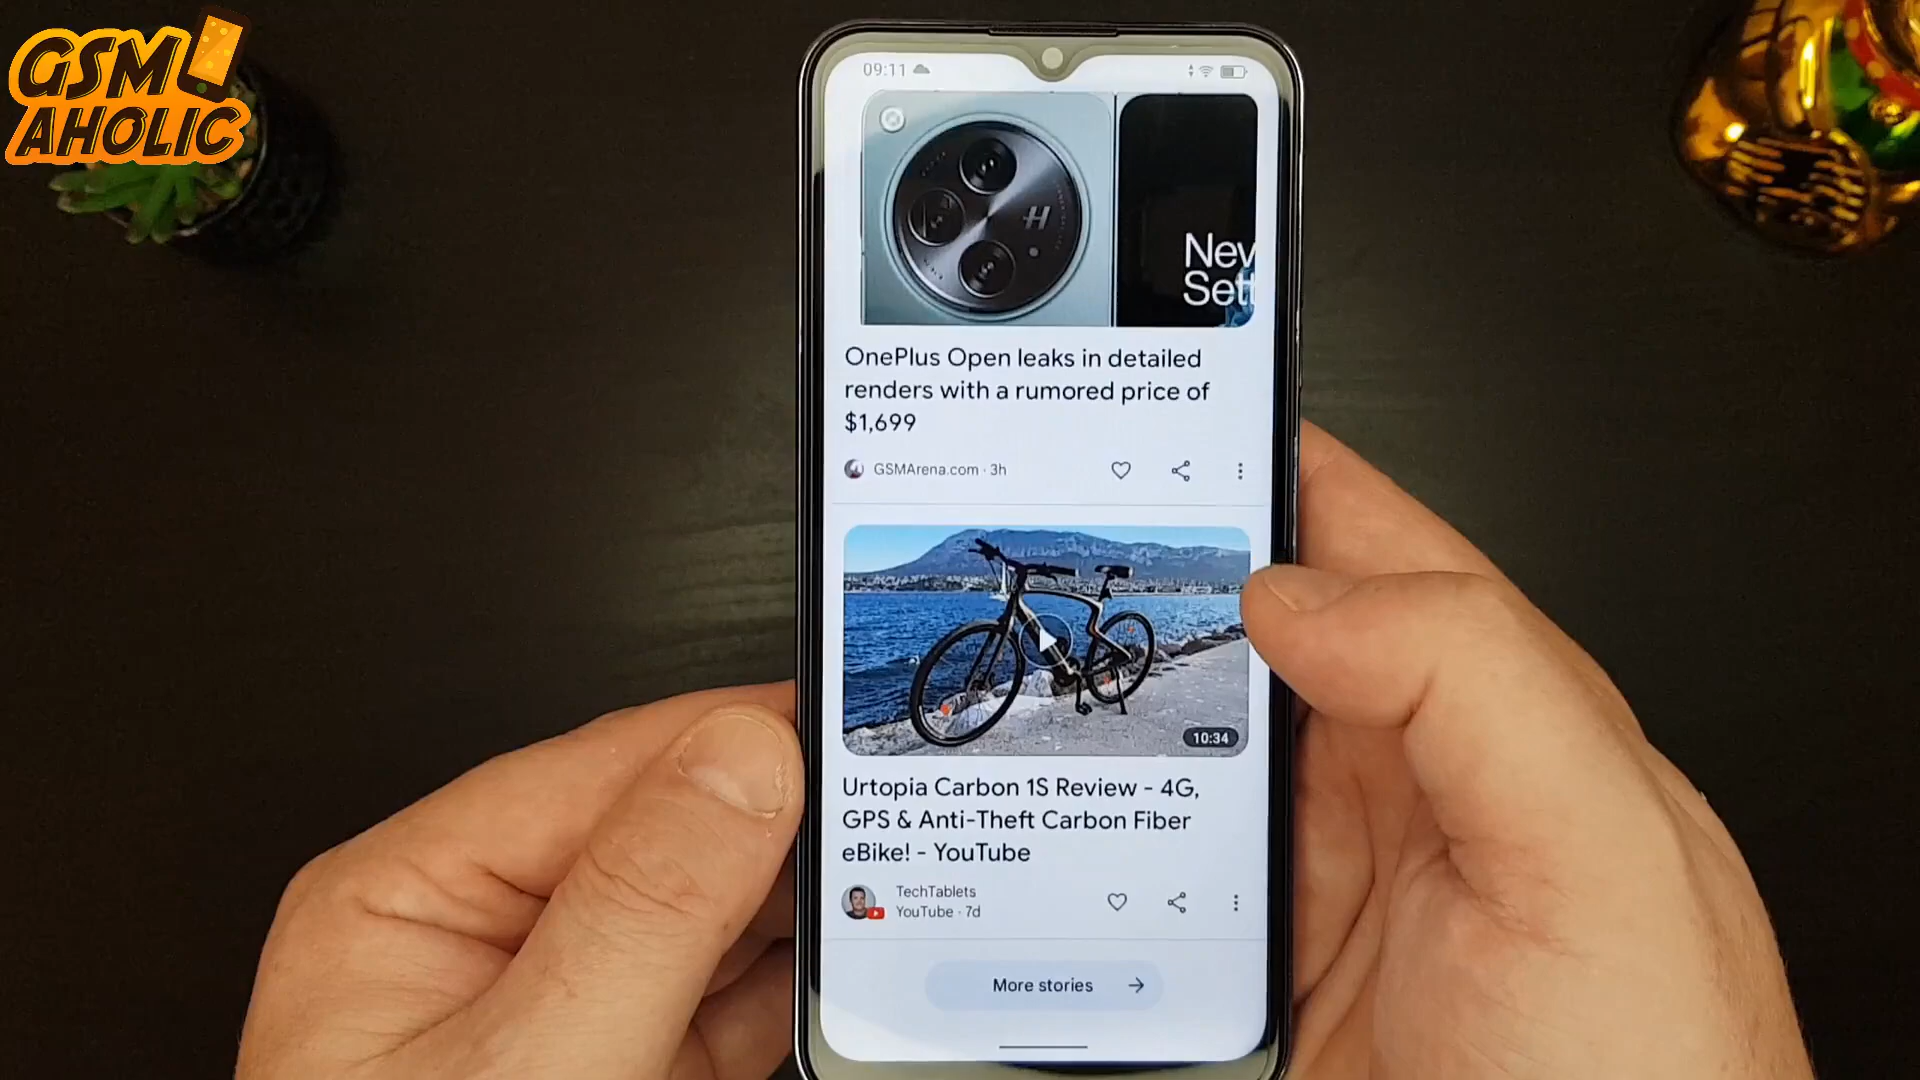 GSM
AHOLIC
09:11
H
Nev
Sett
OnePlus Open leaks in detailed
renders with a rumored price of
$1,699
GSMArena.com · 3h
10:34
Urtopia Carbon 1S Review - 4G,
GPS & Anti-Theft Carbon Fiber
eBike! - YouTube
TechTablets
YouTube · 7d
More stories